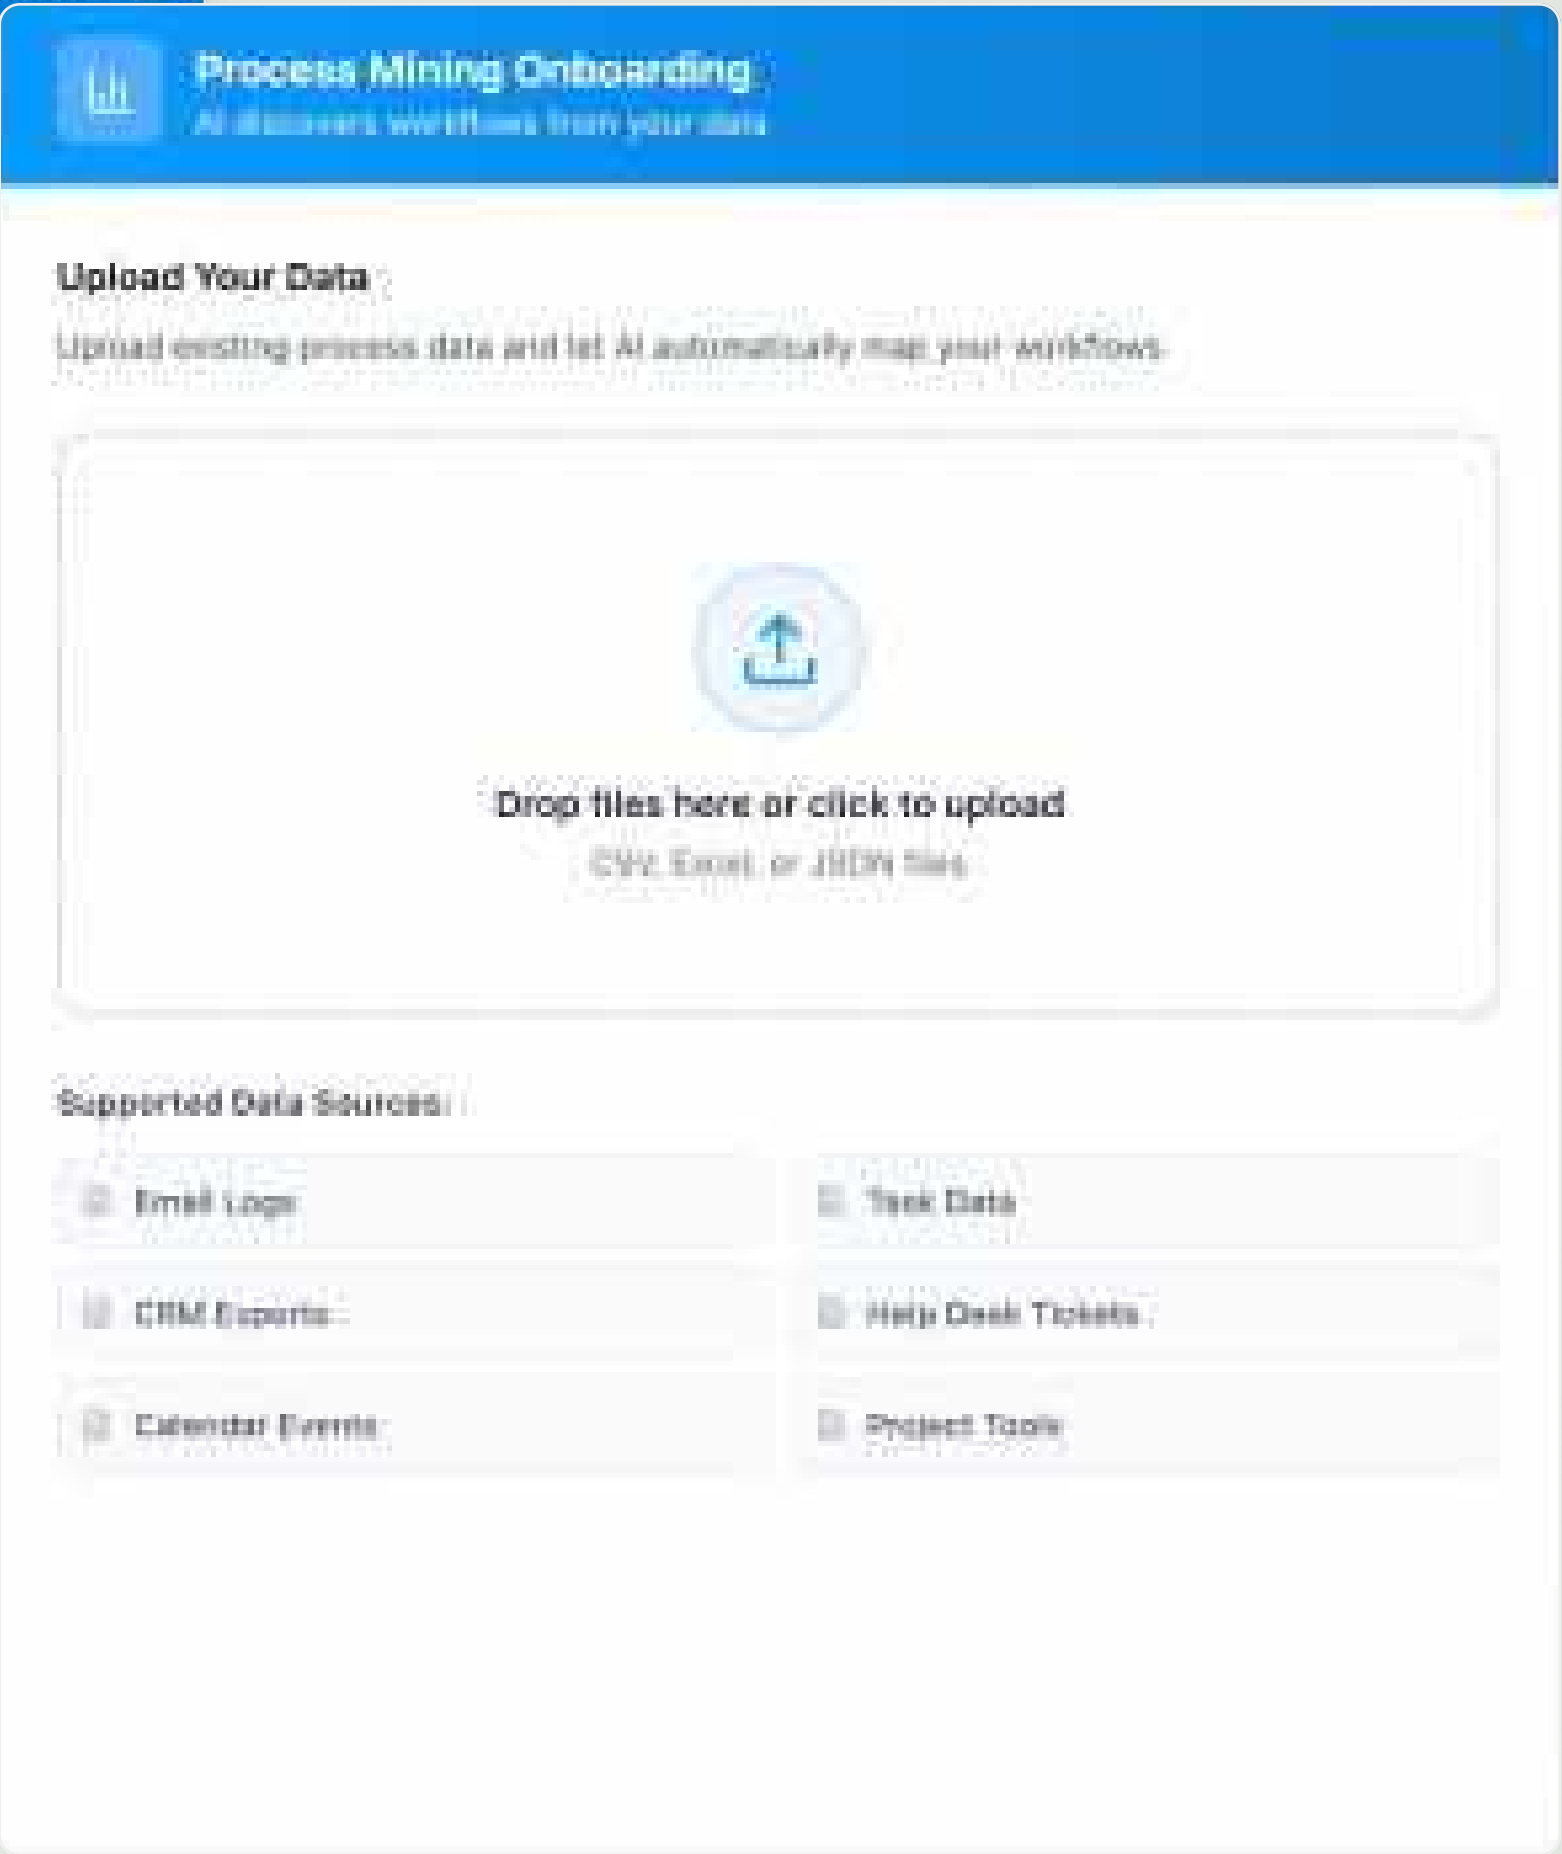 Process Mining Onboarding
AI discovers workflows from your data
Upload Your Data
Upload existing process data and let AI automatically map your workflows.
Drop files here or click to upload
CSV, Excel, or JSON files
Supported Data Sources:
Email Logs
Task Data
CRM Exports
Help Desk Tickets
Calendar Events
Project Tools